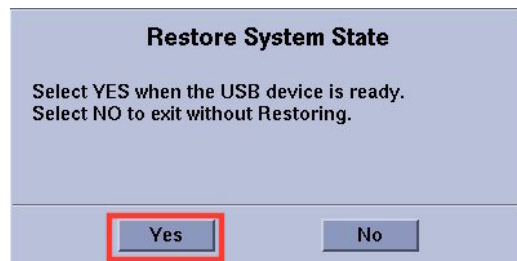 Restore System State
Select YES when the USB device is ready.
Select NO to exit without Restoring.
Yes
No